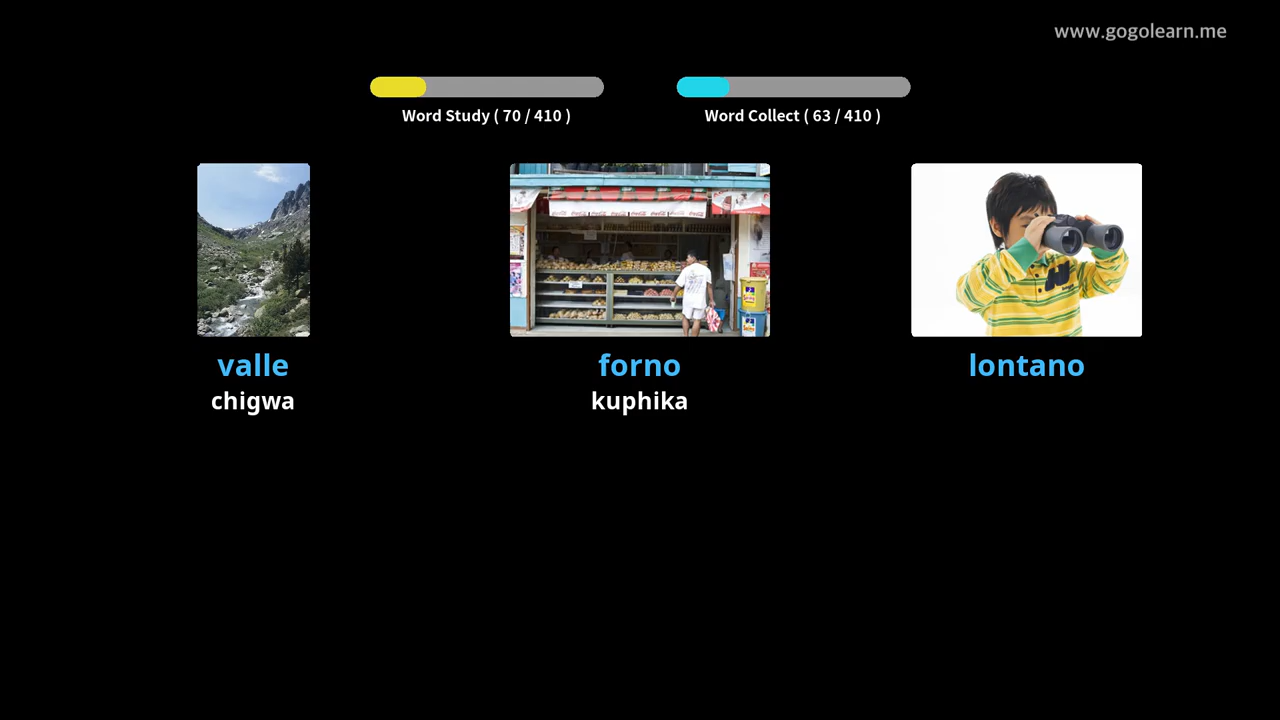 www.gogolearn.me
Word Study ( 70 / 410 )
Word Collect ( 63 / 410 )
valle
forno
lontano
chigwa
kuphika